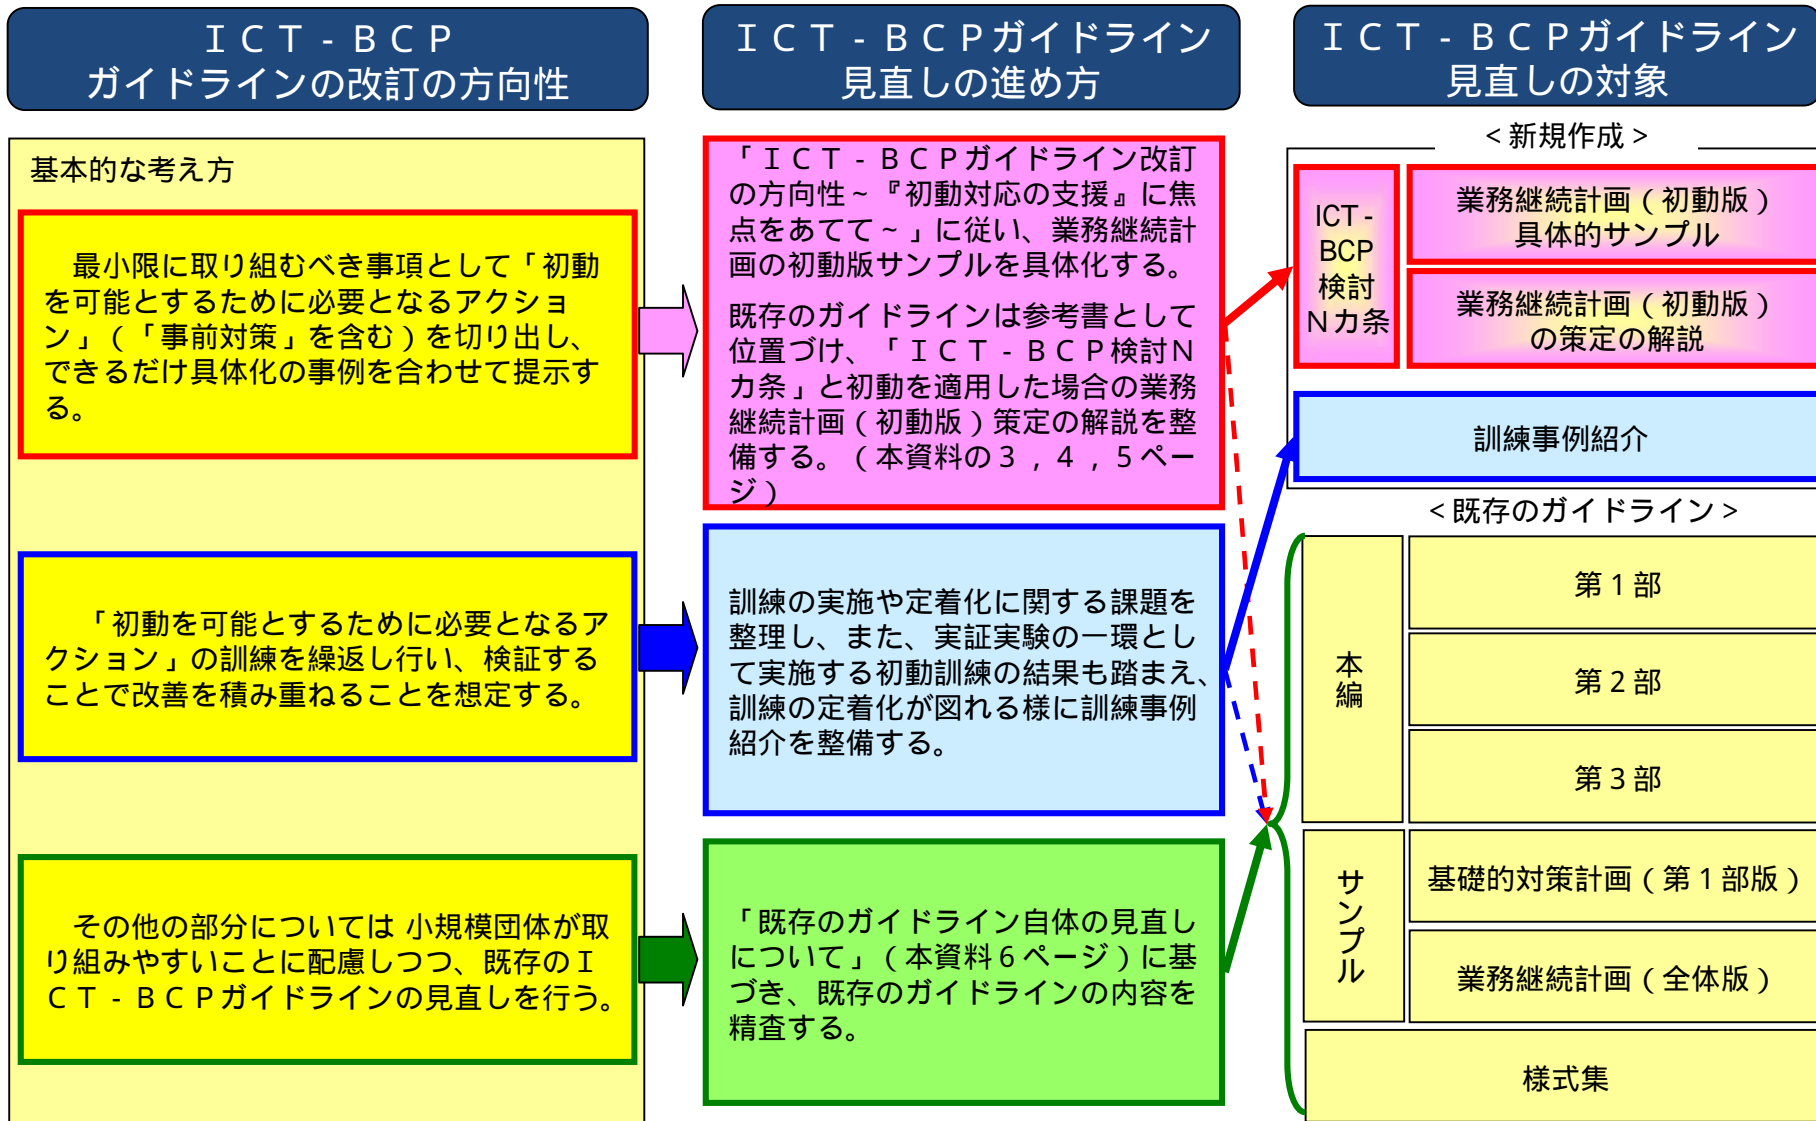 ＩＣＴ‐ＢＣＰ
ガイドラインの改訂の方向性
基本的な考え方
最小限に取り組むべき事項として「初動
を可能とするために必要となるアクショ
ン」（「事前対策」を含む）を切り出し、
できるだけ具体化の事例を合わせて提示す
る。
「初動を可能とするために必要となるア
クション」の訓練を繰返し行い、検証する
ことで改善を積み重ねることを想定する。
その他の部分については 小規模団体が取
り組みやすいことに配慮しつつ、既存のＩ
ＣＴ‐ＢＣＰガイドラインの見直しを行う。
ＩＣＴ‐ＢＣＰガイドライン
見直しの進め方
「ＩＣＴ‐ＢＣＰガイドライン改訂
の方向性～『初動対応の支援』に焦
点をあてて～」に従い、業務継続計
画の初動版サンプルを具体化する。
既存のガイドラインは参考書として
位置づけ、「ＩＣＴ‐ＢＣＰ検討Ｎ
カ条」と初動を適用した場合の業務
継続計画（初動版）策定の解説を整
備する。（本資料の３，４，５ペー
ジ）
訓練の実施や定着化に関する課題を
整理し、また、実証実験の一環とし
て実施する初動訓練の結果も踏まえ、
訓練の定着化が図れる様に訓練事例
紹介を整備する。
「既存のガイドライン自体の見直し
について」（本資料６ページ）に基
づき、既存のガイドラインの内容を
精査する。
ＩＣＴ‐ＢＣＰガイドライン
見直しの対象
＜新規作成＞
ICT‐
BCP
検討
Ｎカ条
業務継続計画（初動版）
具体的サンプル
業務継続計画（初動版）
の策定の解説
訓練事例紹介
＜既存のガイドライン＞
本編
第１部
第２部
第３部
サンプル
基礎的対策計画（第１部版）
業務継続計画（全体版）
様式集